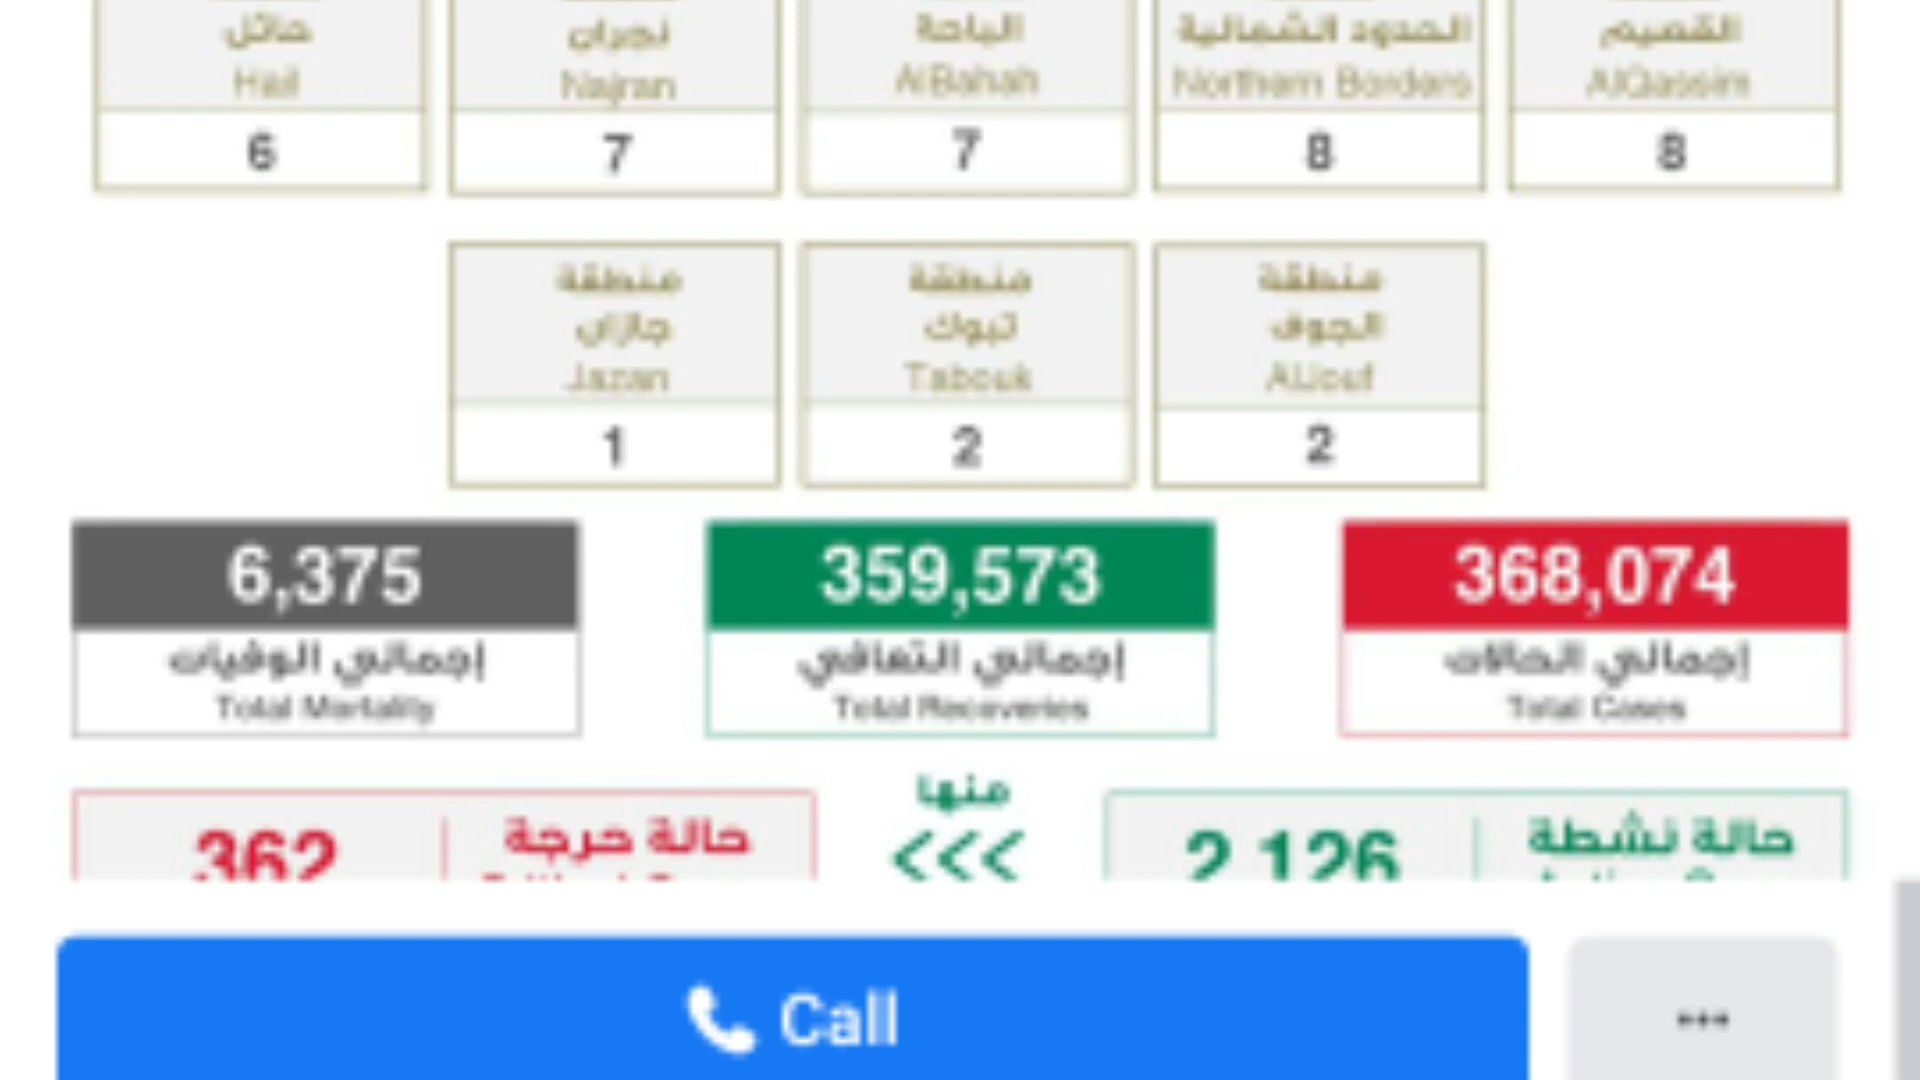 القصيم
AlQassim
8
الحدود الشمالية
Northern Borders
8
الباحة
AlBahah
7
نجران
Najran
7
حائل
Hail
6
منطقة
الجوف
AlJouf
2
منطقة
تبوك
Tabouk
2
منطقة
جازان
Jazan
1
368,074
إجمالي الحالات
Total Cases
359,573
إجمالي التعافي
Total Recoveries
6,375
إجمالي الوفيات
Total Mortality
حالة نشطة
2,126
منها
<<<
حالة حرجة
362
Call